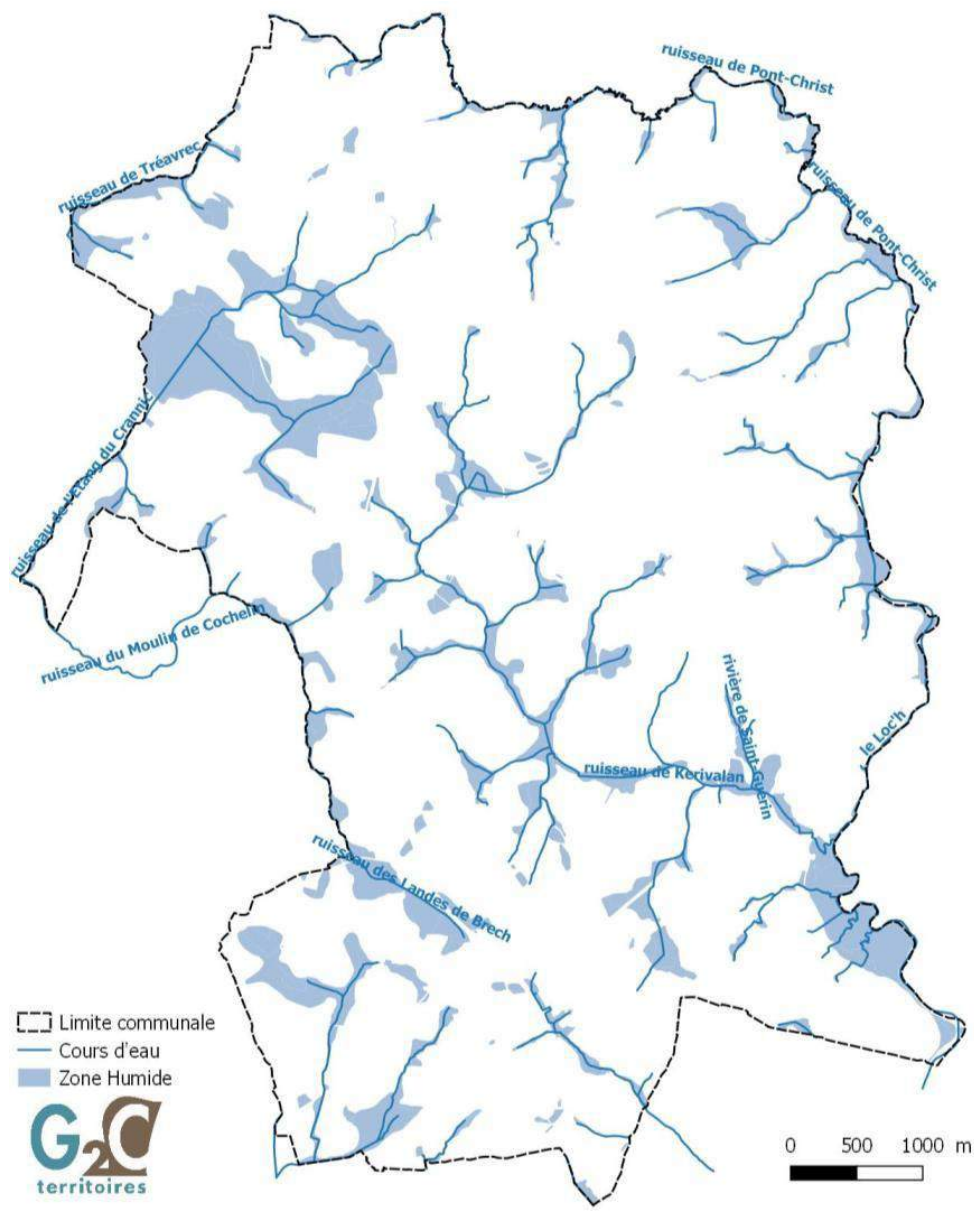 ruisseau de Pont-Christ
ruisseau de Tréavrec
ruisseau de Pont-Christ
ruisseau de l'Etang du Crannic
ruisseau du Moulin de Cochelin
rivière de Saint-Guérin
le Loc'h
ruisseau de Kerivalan
ruisseau des Landes de Brech
Limite communale
Cours d'eau
Zone Humide
G2C
territoires
0 500 1000 m